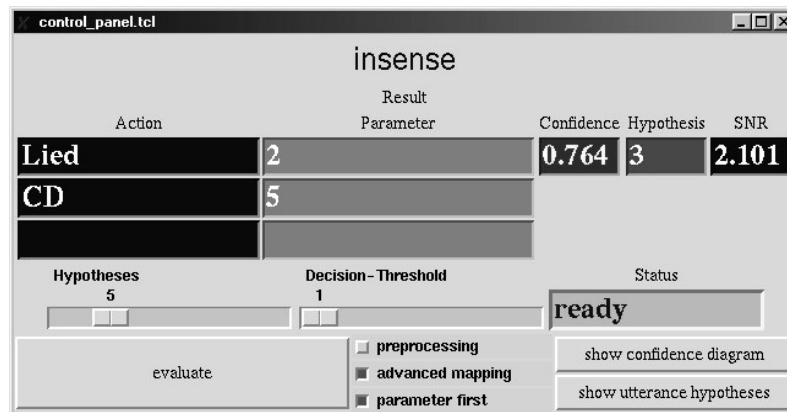 control_panel.tcl
insense
Result
Action Parameter Confidence Hypothesis SNR
Lied 2 0.764 3 2.101
CD 5
Hypotheses Decision-Threshold Status
5 1
ready
preprocessing
evaluate advanced mapping show confidence diagram
parameter first show utterance hypotheses